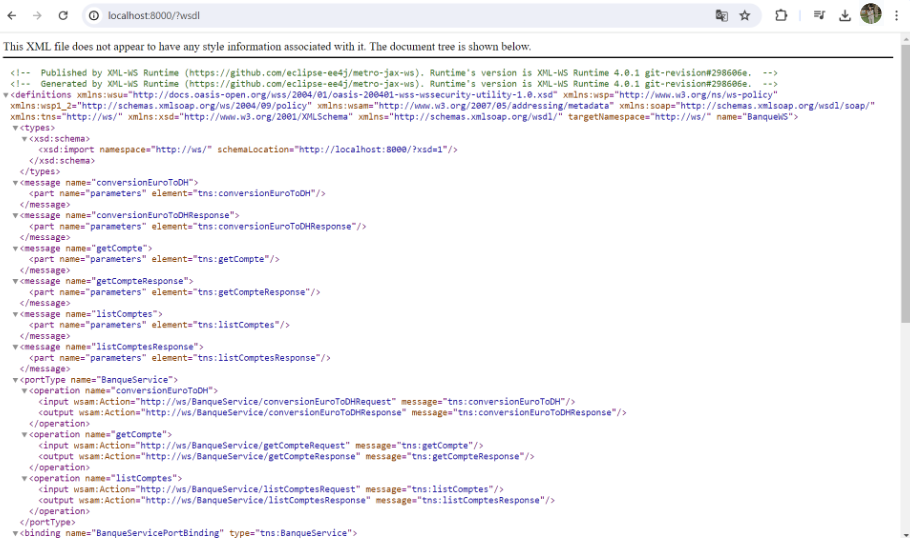 localhost:8000/?wsdl
This XML file does not appear to have any style information associated with it. The document tree is shown below.
<!-- Published by XML-WS Runtime (https://github.com/eclipse-ee4j/metro-jax-ws). Runtime's version is XML-WS Runtime 4.0.1 git-revision#298606e. -->
<!-- Generated by XML-WS Runtime (https://github.com/eclipse-ee4j/metro-jax-ws). Runtime's version is XML-WS Runtime 4.0.1 git-revision#298606e. -->
<definitions xmlns:wsu="http://docs.oasis-open.org/wss/2004/01/oasis-200401-wss-wssecurity-utility-1.0.xsd" xmlns:wsp="http://www.w3.org/ns/ws-policy"
xmlns:wsp1_2="http://schemas.xmlsoap.org/ws/2004/09/policy" xmlns:wsam="http://www.w3.org/2007/05/addressing/metadata" xmlns:soap="http://schemas.xmlsoap.org/wsdl/soap/"
xmlns:tns="http://ws/" xmlns:xsd="http://www.w3.org/2001/XMLSchema" xmlns="http://schemas.xmlsoap.org/wsdl/" targetNamespace="http://ws/" name="BanqueWS">
<types>
<xsd:schema>
<xsd:import namespace="http://ws/" schemaLocation="http://localhost:8000/?xsd=1"/>
</xsd:schema>
</types>
<message name="conversionEuroToDH">
<part name="parameters" element="tns:conversionEuroToDH"/>
</message>
<message name="conversionEuroToDHResponse">
<part name="parameters" element="tns:conversionEuroToDHResponse"/>
</message>
<message name="getCompte">
<part name="parameters" element="tns:getCompte"/>
</message>
<message name="getCompteResponse">
<part name="parameters" element="tns:getCompteResponse"/>
</message>
<message name="listComptes">
<part name="parameters" element="tns:listComptes"/>
</message>
<message name="listComptesResponse">
<part name="parameters" element="tns:listComptesResponse"/>
</message>
<portType name="BanqueService">
<operation name="conversionEuroToDH">
<input wsam:Action="http://ws/BanqueService/conversionEuroToDHRequest" message="tns:conversionEuroToDH"/>
<output wsam:Action="http://ws/BanqueService/conversionEuroToDHResponse" message="tns:conversionEuroToDHResponse"/>
</operation>
<operation name="getCompte">
<input wsam:Action="http://ws/BanqueService/getCompteRequest" message="tns:getCompte"/>
<output wsam:Action="http://ws/BanqueService/getCompteResponse" message="tns:getCompteResponse"/>
</operation>
<operation name="listComptes">
<input wsam:Action="http://ws/BanqueService/listComptesRequest" message="tns:listComptes"/>
<output wsam:Action="http://ws/BanqueService/listComptesResponse" message="tns:listComptesResponse"/>
</operation>
</portType>
<binding name="BanqueServicePortBinding" type="tns:BanqueService">